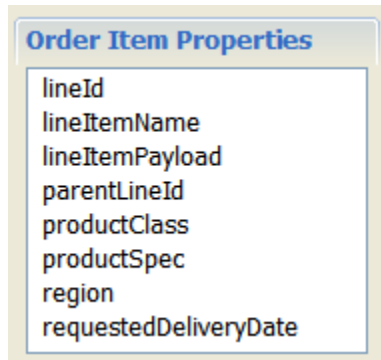 Order Item Properties
lineId
lineItemName
lineItemPayload
parentLineId
productClass
productSpec
region
requestedDeliveryDate